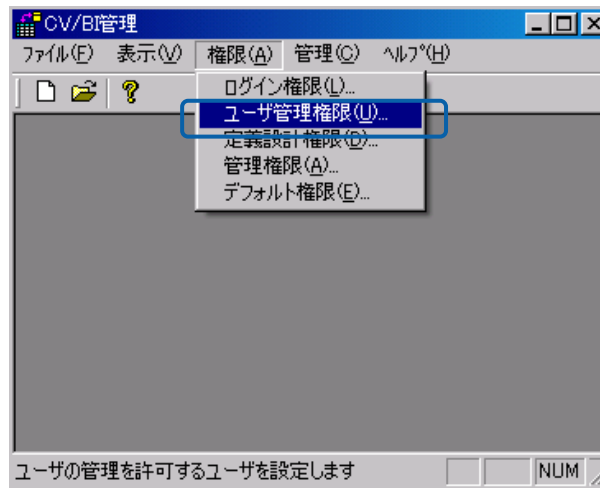 CV/BI管理
ﾌｧｲﾙ(F) 表示(V) 権限(A) 管理(C) ﾍﾙﾌﾟ(H)
ログイン権限(L)...
ユーザ管理権限(U)...
定義設計権限(D)...
管理権限(A)...
デフォルト権限(E)...
ユーザの管理を許可するユーザを設定します NUM